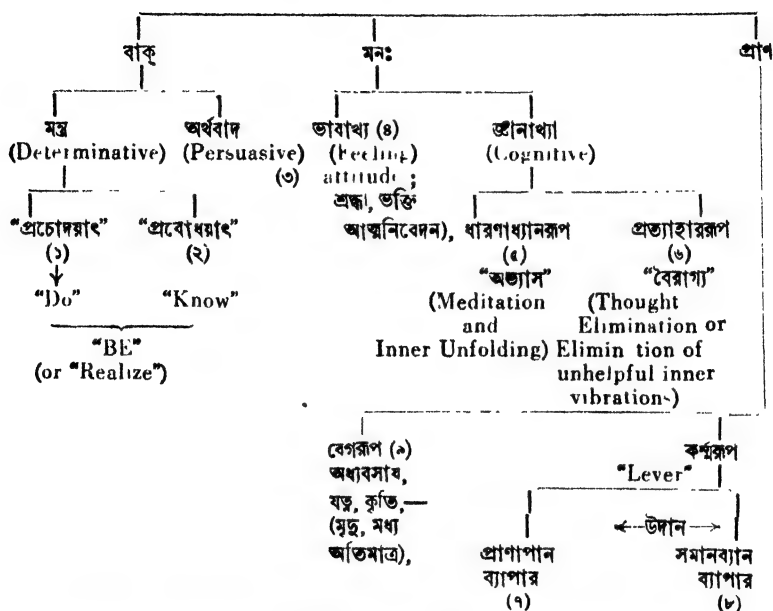 বাক্ মনঃ প্রাণ
মন্ত্র অর্থবাদ ভাবাখ্য (৪) জ্ঞানাখ্যা
(Determinative) (Persuasive) (Feeling) (Cognitive)
(৩) attitude ;
শ্রদ্ধা, ভক্তি
“প্রচোদয়াৎ” “প্রবোধয়াৎ” আত্মনিবেদন), ধারণাধ্যানরূপ প্রত্যাহাররূপ
(১) (২) (৫) (৬)
“অভ্যাস” “বৈরাগ্য”
“Do” “Know” (Meditation (Thought
and Elimination or
“BE” Inner Unfolding) Elimin tion of
(or “Realize”) unhelpful inner
vibrations)
বেগরূপ (৯) কর্ম্মরূপ
অধ্যবসায, “Lever”
যত্ন, কৃতি,—
(মৃদু, মধ্য উদান
অতিমাত্র), প্রাণাপান সমানব্যান
ব্যাপার ব্যাপার
(৭) (৮)